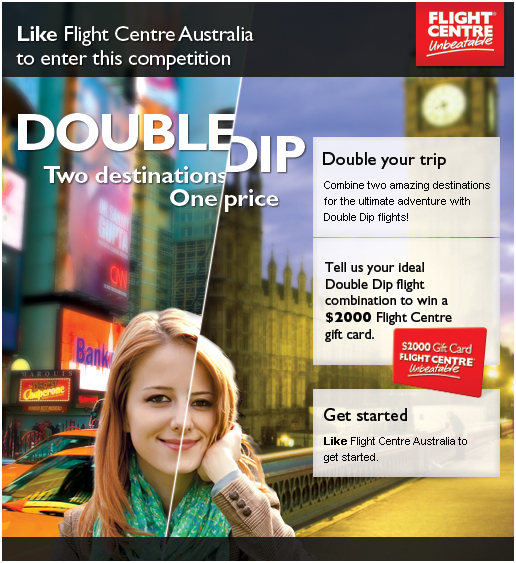 Like Flight Centre Australia
to enter this competition
FLIGHT
CENTRE
Unbeatable
DOUBLE
DIP
Two destinations
One price
Double your trip
Combine two amazing destinations
for the ultimate adventure with
Double Dip flights!
Tell us your ideal
Double Dip flight
combination to win a
$2000 Flight Centre
gift card.
$2000 Gift Card
FLIGHT CENTRE
Unbeatable
Get started
Like Flight Centre Australia to
get started.
GUPTA
CNN
Bank
MARQUIS